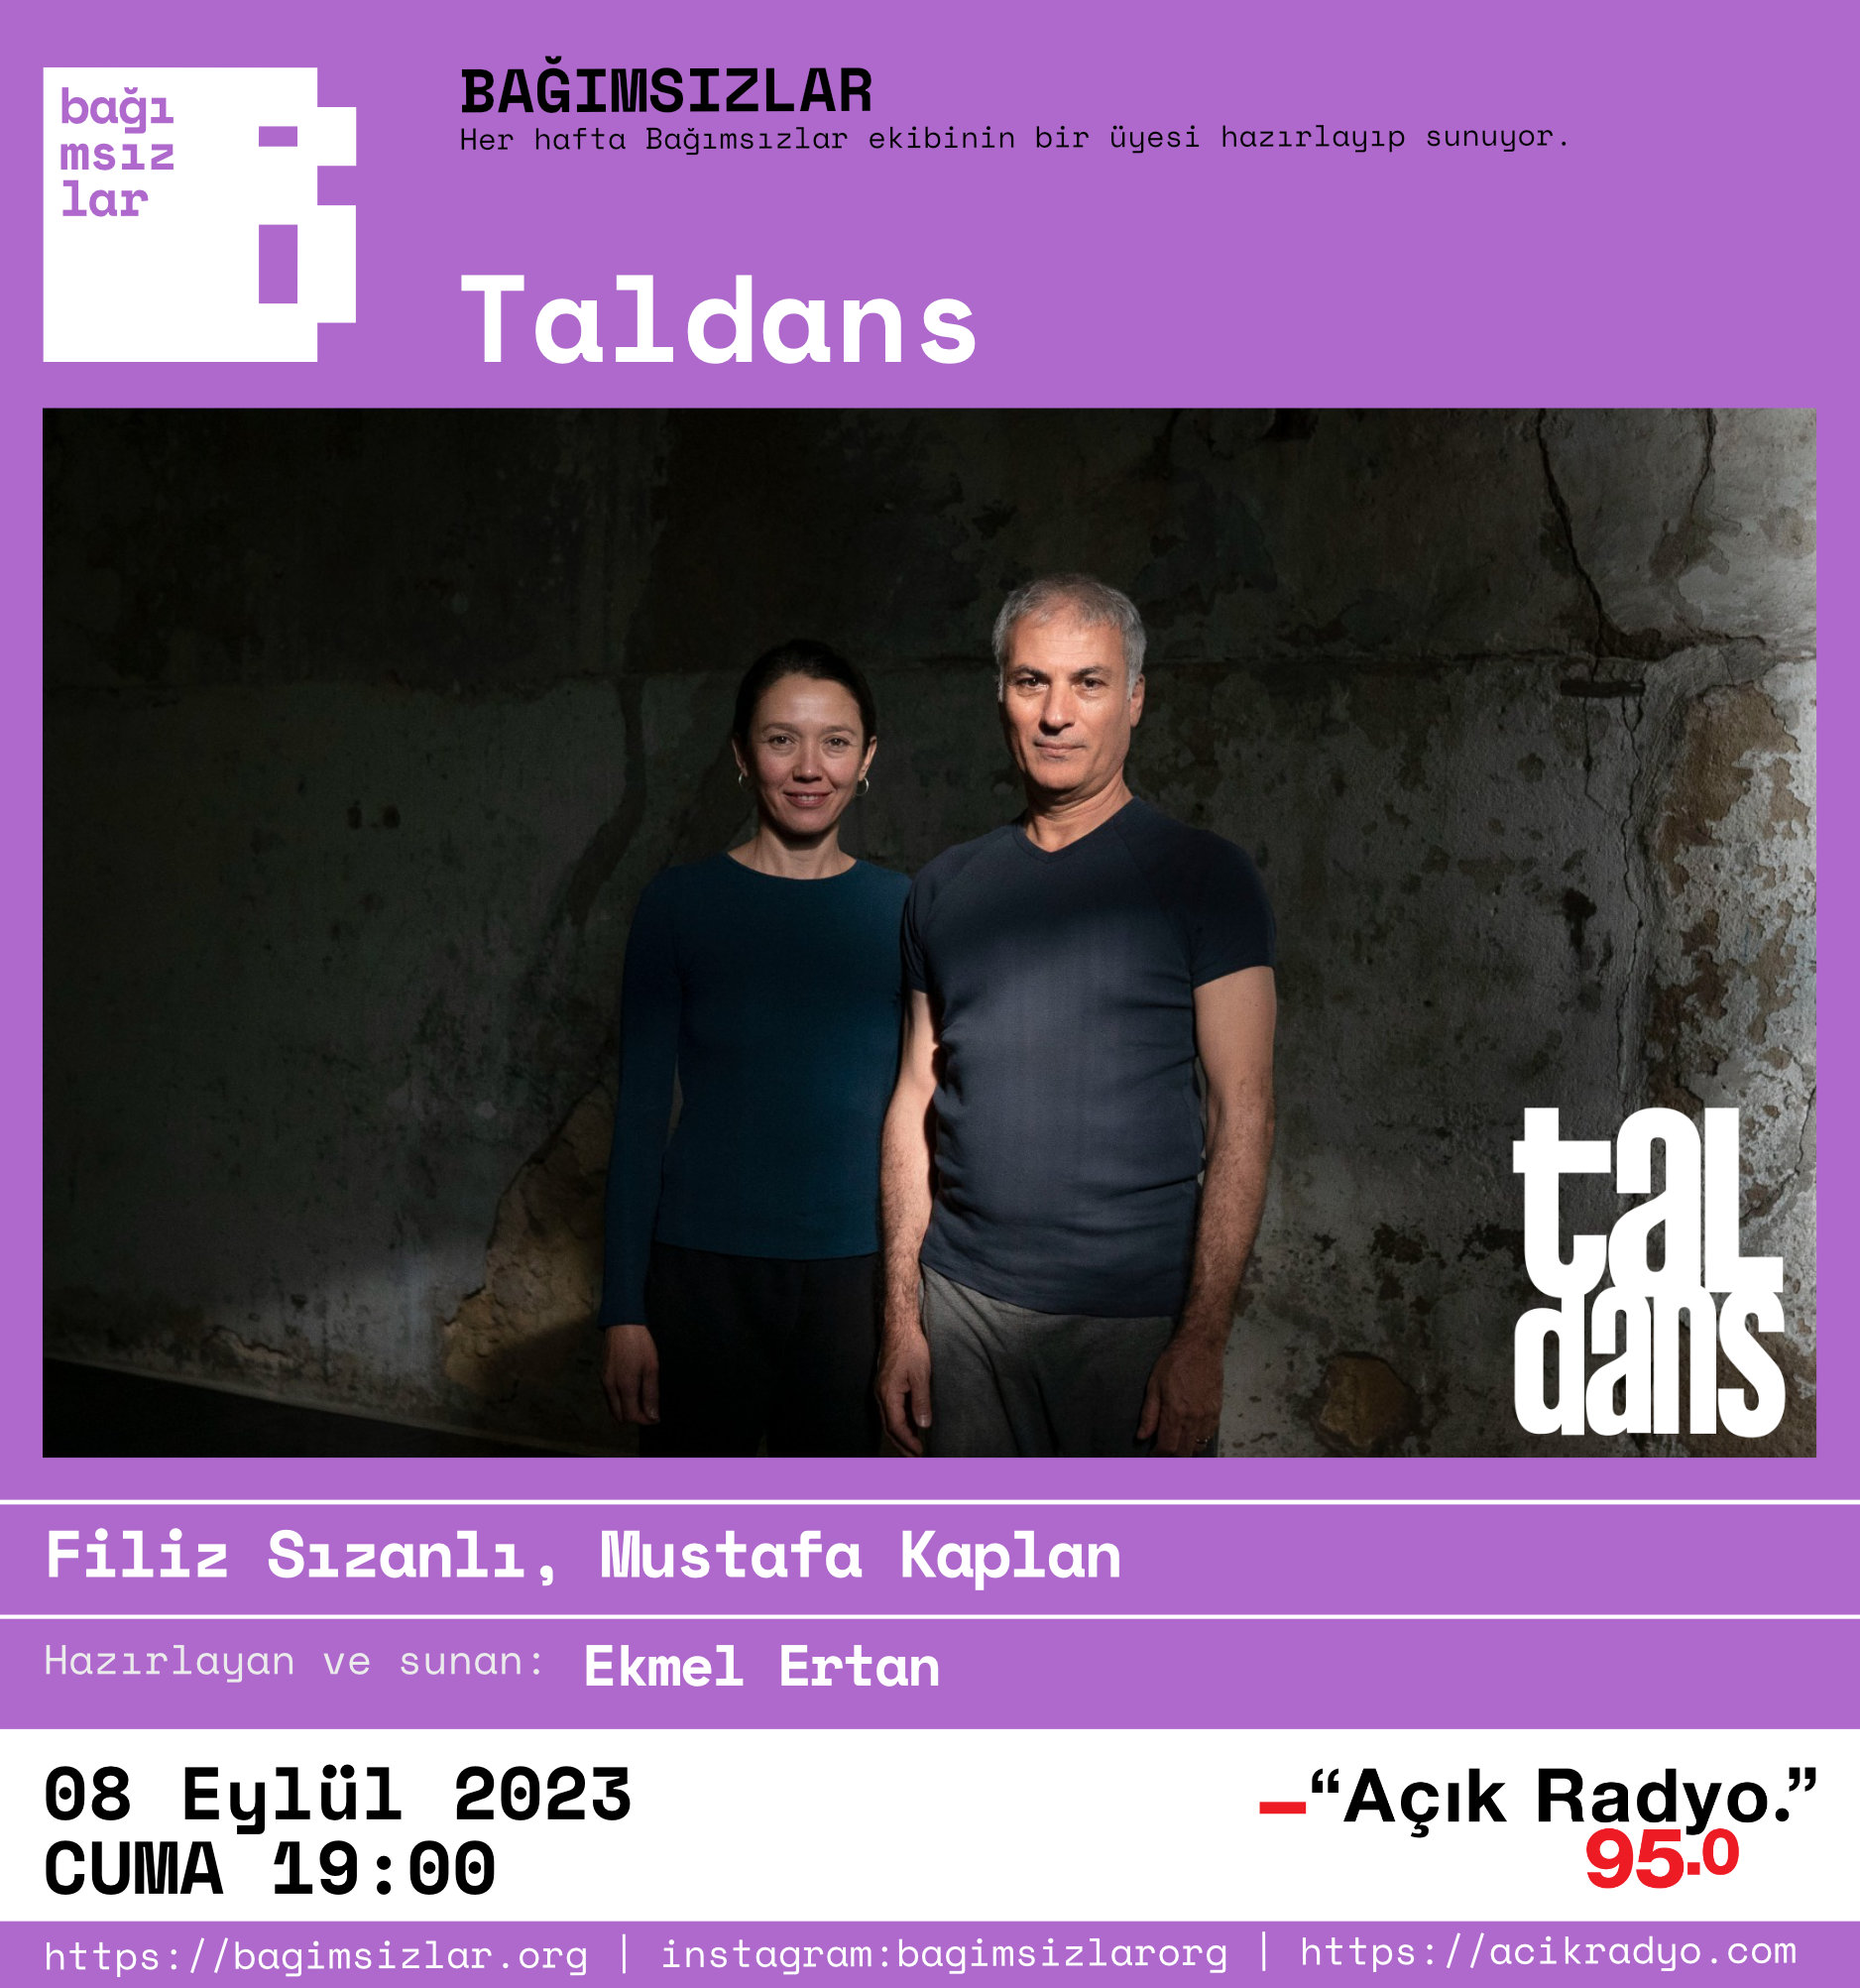 bağı
msız
lar
BAĞIMSIZLAR
Her hafta Bağımsızlar ekibinin bir üyesi hazırlayıp sunuyor.
Taldans
taL
dans
Filiz Sızanlı, Mustafa Kaplan
Hazırlayan ve sunan: Ekmel Ertan
08 Eylül 2023
CUMA 19:00
—“Açık Radyo.”
95.0
https://bagimsizlar.org | instagram:bagimsizlarorg | https://acikradyo.com